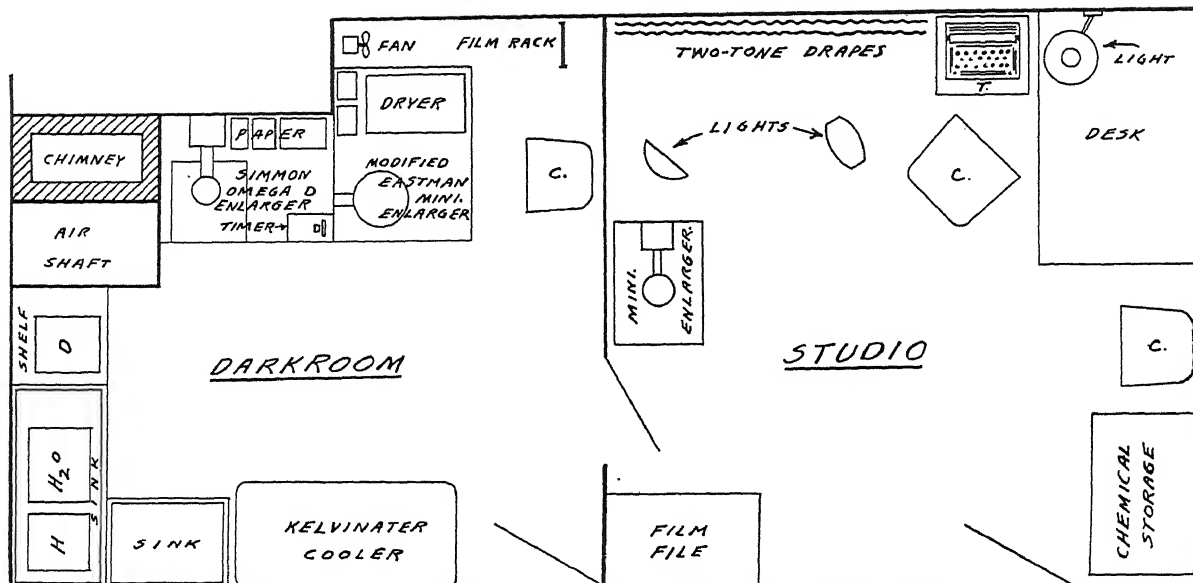 FAN
FILM RACK
TWO-TONE DRAPES
T.
LIGHT
DESK
DRYER
LIGHTS
C.
C.
CHIMNEY
PAPER
SIMMON
OMEGA D
ENLARGER
TIMER
MODIFIED
EASTMAN
MINI.
ENLARGER
AIR
SHAFT
MINI.
ENLARGER.
SHELF
D
DARKROOM
STUDIO
C.
H2O
H
SINK
SINK
KELVINATER
COOLER
FILM
FILE
CHEMICAL
STORAGE